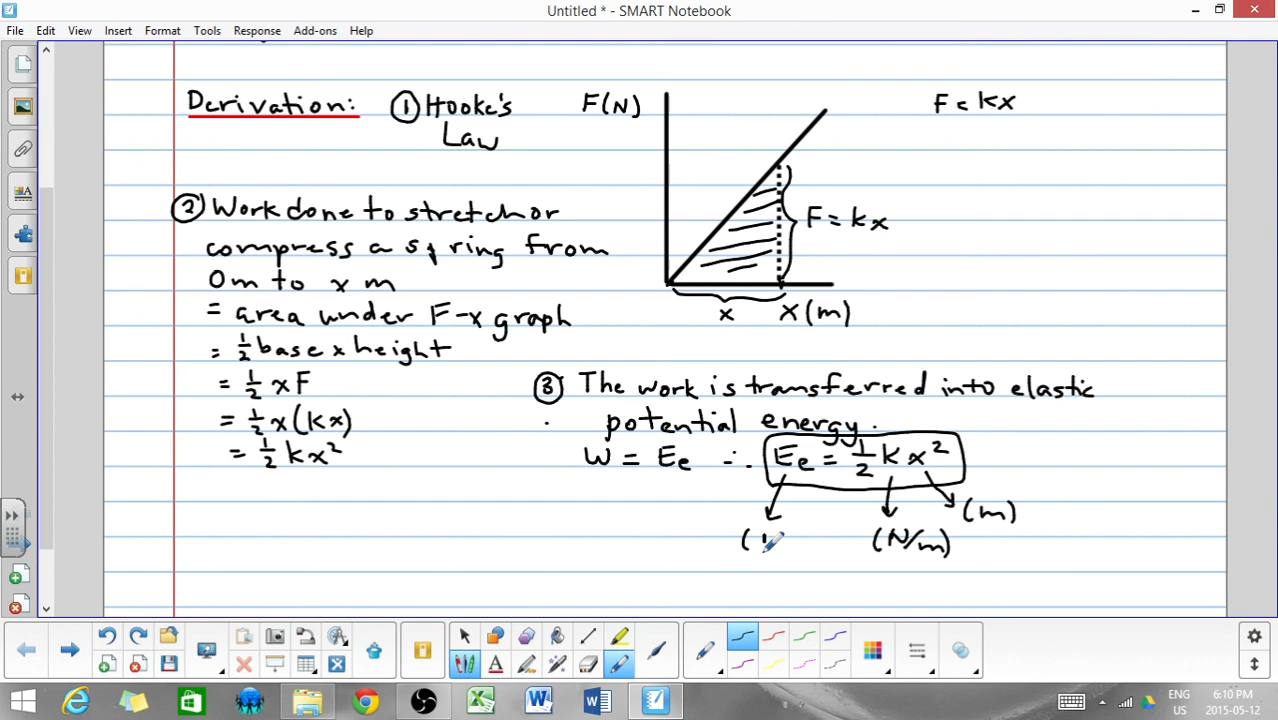 Untitled * - SMART Notebook
File Edit View Insert Format Tools Response Add-ons Help
Derivation: ① Hooke's
Law
F(N)
F = kx
② Work done to stretch or
compress a spring from
0m to x m
= area under F-x graph
= 1/2 base x height
= 1/2 x F
= 1/2 x (kx)
= 1/2 kx²
F = kx
x
x (m)
③ The work is transferred into elastic
potential energy.
W = Ee ∴ Ee = 1/2 k x²
(m)
(N/m)
(
ENG
US
6:10 PM
2015-05-12